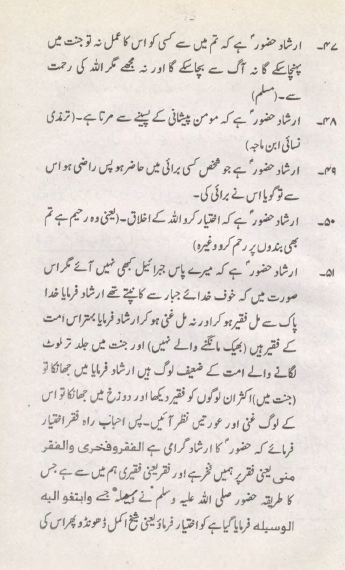 ۴۷۔ ارشاد حضورؐ ہے کہ تم میں سے کسی کو اس کا عمل نہ تو جنت میں
پہنچا سکے گا نہ آگ سے بچا سکے گا اور نہ مجھے مگر اللہ کی رحمت
سے۔ (مسلم)
۴۸۔ ارشاد حضورؐ ہے کہ مومن پیشانی کے پسینے سے مرتا ہے۔ (ترمذی
نسائی ابن ماجہ)
۴۹۔ ارشاد حضورؐ ہے جو شخص کسی برائی میں حاضر ہو پس راضی ہو اس
سے تو گویا اس نے برائی کی۔
۵۰۔ ارشاد حضورؐ ہے کہ اختیار کرو اللہ کے اخلاق۔ (یعنی وہ رحیم ہے تم
بھی بندوں پر رحم کرو وغیرہ)
۵۱۔ ارشاد حضورؐ ہے کہ میرے پاس جبرائیل کبھی نہیں آئے مگر اس
صورت میں کہ خوف خدائے جبار سے کانپتے تھے ارشاد فرمایا خدا
پاک سے مل فقیر ہو کر اور نہ مل غنی ہو کر ارشاد فرمایا بہتر اس امت
کے فقیر ہیں (بھیک مانگنے والے نہیں) اور جنت میں جلد تر لوٹ
لگانے والے امت کے ضعیف لوگ ہیں ارشاد فرمایا میں جھانکا تو
(جنت میں) اکثر ان لوگوں کو فقیر دیکھا اور دوزخ میں جھانکا تو اس
کے لوگ غنی اور عورتیں نظر آئیں۔ پس احباب راہ فقر اختیار
فرمائے کہ حضورؐ کا ارشاد گرامی ہے الفقر و فخری والفقر
منی یعنی فقر پر ہمیں فخر ہے اور فقر یعنی فقیری ہم میں سے ہے جس
کا طریقہ حضور صلی اللہ علیہ وسلم نے وسیلہ جسے وابتغو الیہ
الوسیلہ فرمایا گیا ہے کو اختیار فرماؤ یعنی شیخ اکمل ڈھونڈو پھر اس کی